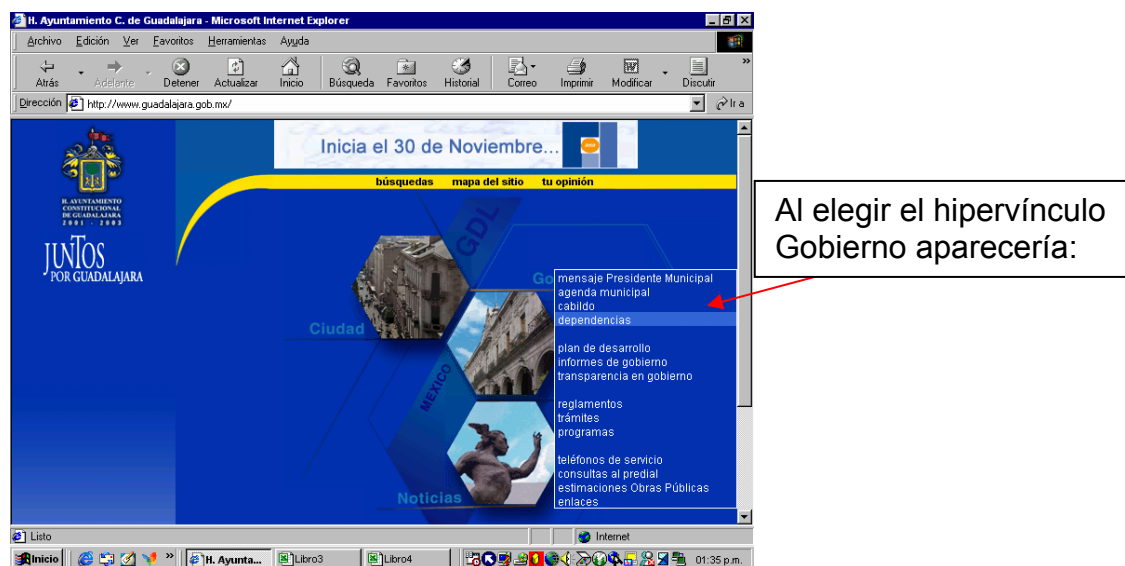 H. Ayuntamiento C. de Guadalajara - Microsoft Internet Explorer
Archivo Edición Ver Favoritos Herramientas Ayuda
Atrás Adelante Detener Actualizar Inicio Búsqueda Favoritos Historial Correo Imprimir Modificar Discutir »
Dirección http://www.guadalajara.gob.mx/ Ir a
Inicia el 30 de Noviembre...
búsquedas mapa del sitio tu opinión
H. AYUNTAMIENTO
CONSTITUCIONAL
DE GUADALAJARA
2001 - 2003
JUNTOS
POR GUADALAJARA
GDL
Ciudad
MEXICO
Noticias
Go
mensaje Presidente Municipal
agenda municipal
cabildo
dependencias
plan de desarrollo
informes de gobierno
transparencia en gobierno
reglamentos
trámites
programas
teléfonos de servicio
consultas al predial
estimaciones Obras Públicas
enlaces
Al elegir el hipervínculo
Gobierno aparecería:
Listo Internet
Inicio » H. Ayunta... Libro3 Libro4 01:35 p.m.